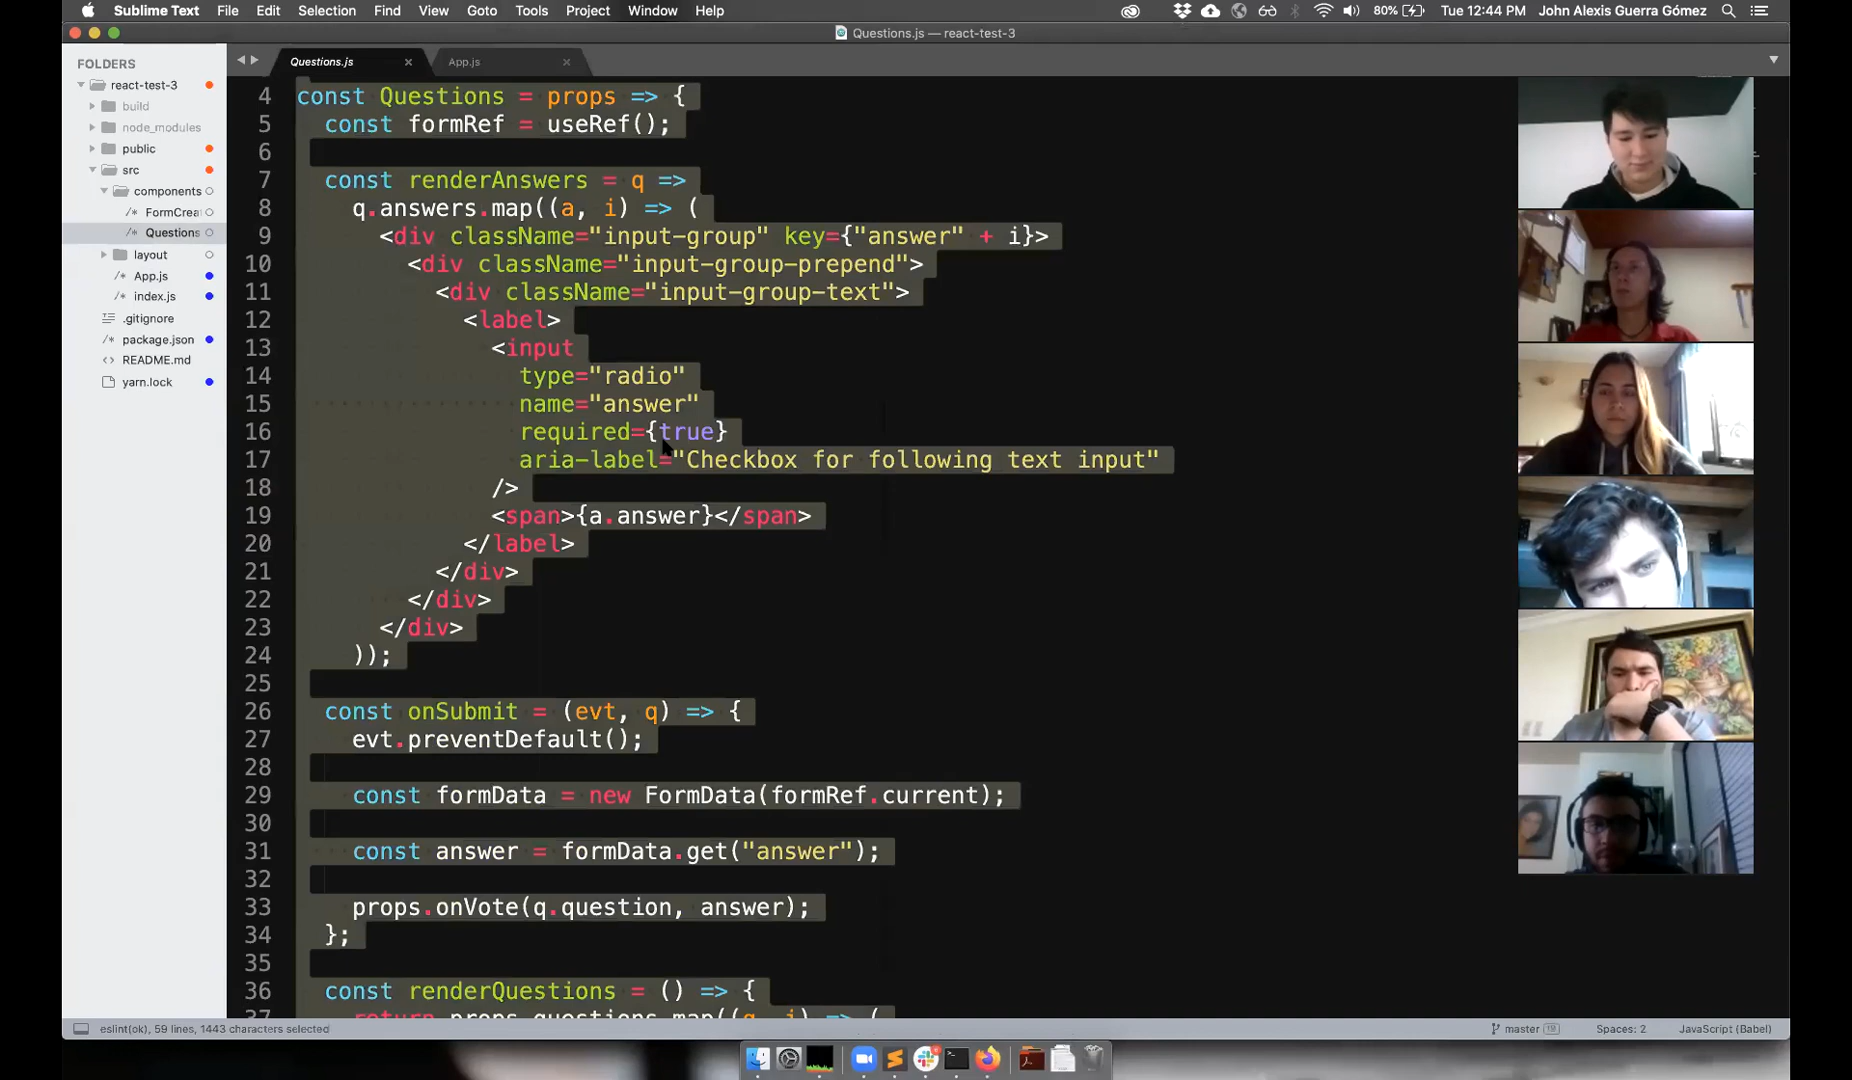 Sublime Text File Edit Selection Find View Goto Tools Project Window Help 80% Tue 12:44 PM John Alexis Guerra Gómez
Questions.js — react-test-3
FOLDERS
react-test-3
build
node_modules
public
src
components
/* FormCrea
/* Questions
layout
/* App.js
/* index.js
.gitignore
/* package.json
<> README.md
yarn.lock
Questions.js App.js
4 const Questions = props => {
5 const formRef = useRef();
6
7 const renderAnswers = q =>
8 q.answers.map((a, i) => (
9 <div className="input-group" key={"answer" + i}>
10 <div className="input-group-prepend">
11 <div className="input-group-text">
12 <label>
13 <input
14 type="radio"
15 name="answer"
16 required={true}
17 aria-label="Checkbox for following text input"
18 />
19 <span>{a.answer}</span>
20 </label>
21 </div>
22 </div>
23 </div>
24 ));
25
26 const onSubmit = (evt, q) => {
27 evt.preventDefault();
28
29 const formData = new FormData(formRef.current);
30
31 const answer = formData.get("answer");
32
33 props.onVote(q.question, answer);
34 };
35
36 const renderQuestions = () => {
37 return props.questions.map((q, i) => (
eslint(ok), 59 lines, 1443 characters selected
master 19 Spaces: 2 JavaScript (Babel)